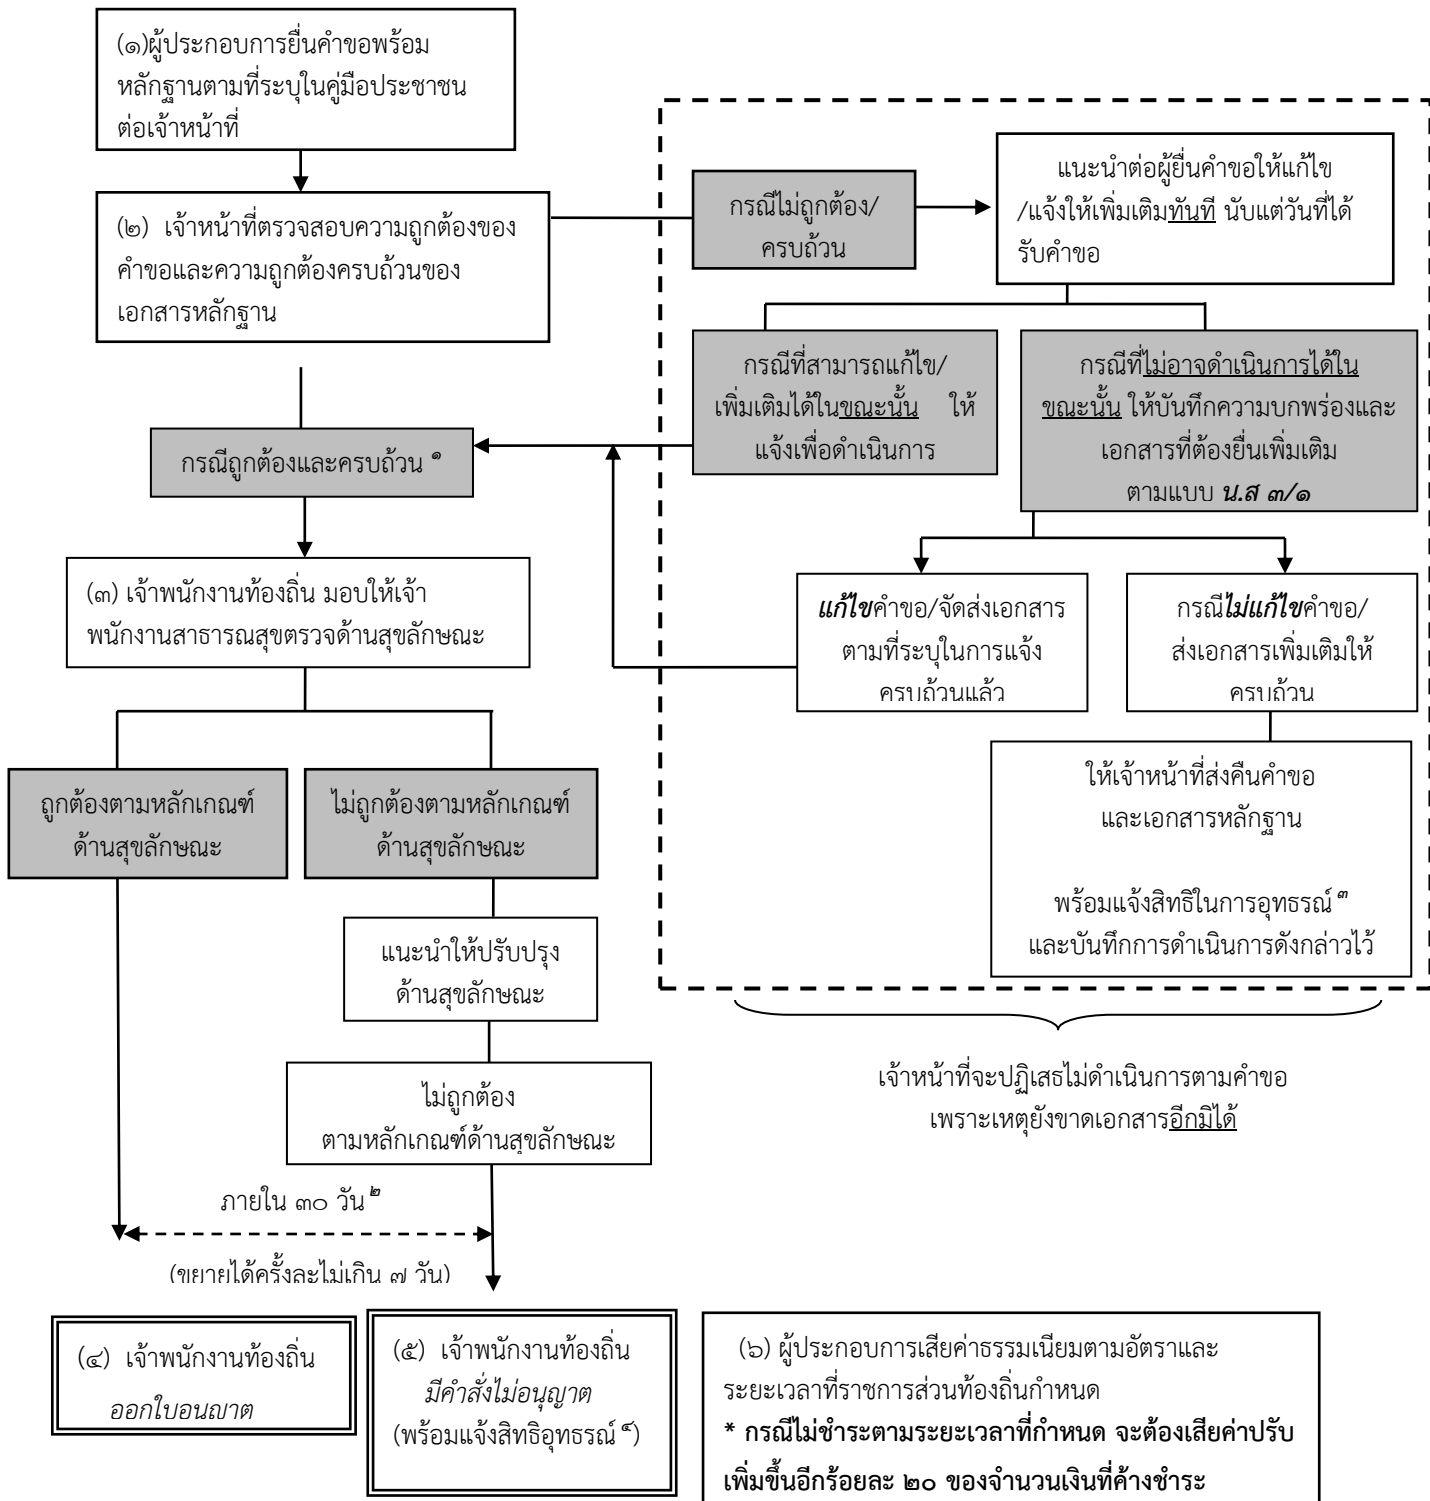 (๑)ผู้ประกอบการยื่นคำขอพร้อม
หลักฐานตามที่ระบุในคู่มือประชาชน
ต่อเจ้าหน้าที่
(๒) เจ้าหน้าที่ตรวจสอบความถูกต้องของ
คำขอและความถูกต้องครบถ้วนของ
เอกสารหลักฐาน
กรณีไม่ถูกต้อง/
ครบถ้วน
แนะนำต่อผู้ยื่นคำขอให้แก้ไข
/แจ้งให้เพิ่มเติมทันที นับแต่วันที่ได้
รับคำขอ
กรณีที่สามารถแก้ไข/
เพิ่มเติมได้ในขณะนั้น ให้
แจ้งเพื่อดำเนินการ
กรณีที่ไม่อาจดำเนินการได้ใน
ขณะนั้น ให้บันทึกความบกพร่องและ
เอกสารที่ต้องยื่นเพิ่มเติม
ตามแบบ น.ส ๓/๑
กรณีถูกต้องและครบถ้วน ๑
(๓) เจ้าพนักงานท้องถิ่น มอบให้เจ้า
พนักงานสาธารณสุขตรวจด้านสุขลักษณะ
แก้ไขคำขอ/จัดส่งเอกสาร
ตามที่ระบุในการแจ้ง
ครบถ้วนแล้ว
กรณีไม่แก้ไขคำขอ/
ส่งเอกสารเพิ่มเติมให้
ครบถ้วน
ถูกต้องตามหลักเกณฑ์
ด้านสุขลักษณะ
ไม่ถูกต้องตามหลักเกณฑ์
ด้านสุขลักษณะ
ให้เจ้าหน้าที่ส่งคืนคำขอ
และเอกสารหลักฐาน
พร้อมแจ้งสิทธิในการอุทธรณ์ ๓
และบันทึกการดำเนินการดังกล่าวไว้
แนะนำให้ปรับปรุง
ด้านสุขลักษณะ
ไม่ถูกต้อง
ตามหลักเกณฑ์ด้านสุขลักษณะ
เจ้าหน้าที่จะปฏิเสธไม่ดำเนินการตามคำขอ
เพราะเหตุยังขาดเอกสารอีกมิได้
ภายใน ๓๐ วัน ๒
(ขยายได้ครั้งละไม่เกิน ๗ วัน)
(๔) เจ้าพนักงานท้องถิ่น
ออกใบอนุญาต
(๕) เจ้าพนักงานท้องถิ่น
มีคำสั่งไม่อนุญาต
(พร้อมแจ้งสิทธิอุทธรณ์ ๔)
(๖) ผู้ประกอบการเสียค่าธรรมเนียมตามอัตราและ
ระยะเวลาที่ราชการส่วนท้องถิ่นกำหนด
* กรณีไม่ชำระตามระยะเวลาที่กำหนด จะต้องเสียค่าปรับ
เพิ่มขึ้นอีกร้อยละ ๒๐ ของจำนวนเงินที่ค้างชำระ